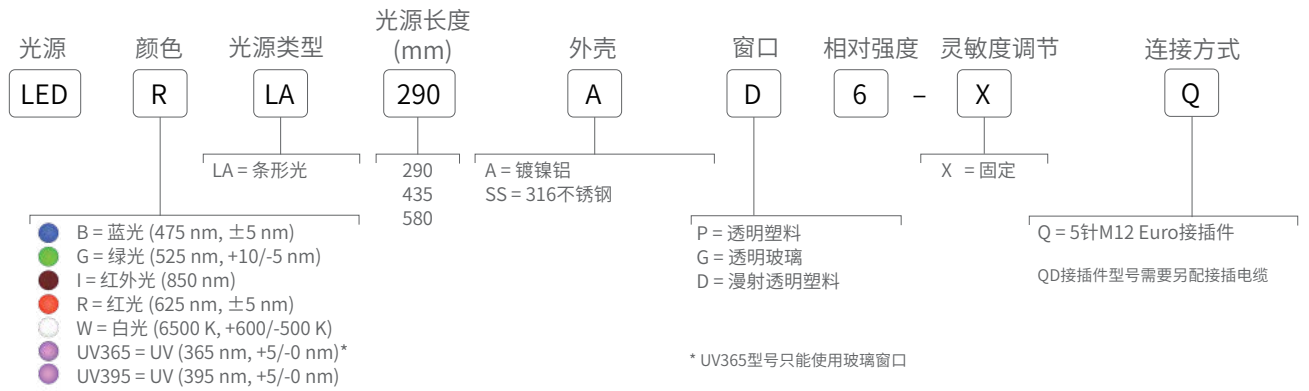 光源 颜色 光源类型 光源长度 (mm) 外壳 窗口 相对强度 灵敏度调节 连接方式
LED R LA 290 A D 6 – X Q
LA = 条形光
290
435
580
A = 镀镍铝
SS = 316不锈钢
X = 固定
B = 蓝光 (475 nm, ±5 nm)
G = 绿光 (525 nm, +10/-5 nm)
I = 红外光 (850 nm)
R = 红光 (625 nm, ±5 nm)
W = 白光 (6500 K, +600/-500 K)
UV365 = UV (365 nm, +5/-0 nm)*
UV395 = UV (395 nm, +5/-0 nm)
P = 透明塑料
G = 透明玻璃
D = 漫射透明塑料
* UV365型号只能使用玻璃窗口
Q = 5针M12 Euro接插件
QD接插件型号需要另配接插电缆